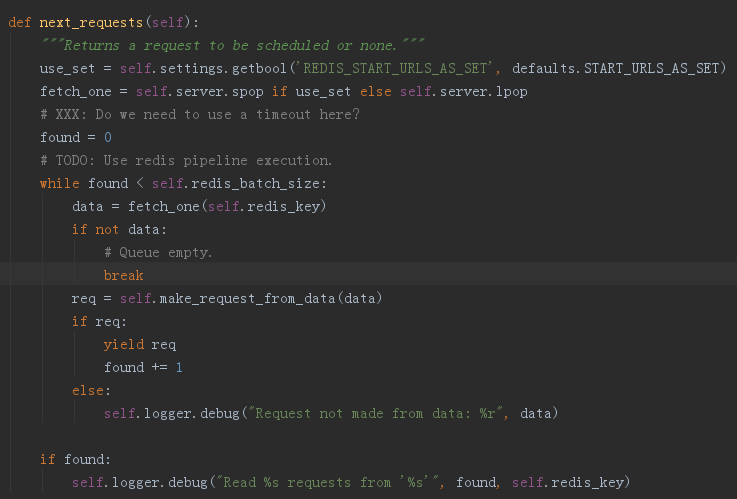 def next_requests(self):
    """Returns a request to be scheduled or none."""
    use_set = self.settings.getbool('REDIS_START_URLS_AS_SET', defaults.START_URLS_AS_SET)
    fetch_one = self.server.spop if use_set else self.server.lpop
    # XXX: Do we need to use a timeout here?
    found = 0
    # TODO: Use redis pipeline execution.
    while found < self.redis_batch_size:
        data = fetch_one(self.redis_key)
        if not data:
            # Queue empty.
            break
        req = self.make_request_from_data(data)
        if req:
            yield req
            found += 1
        else:
            self.logger.debug("Request not made from data: %r", data)

    if found:
        self.logger.debug("Read %s requests from '%s'", found, self.redis_key)